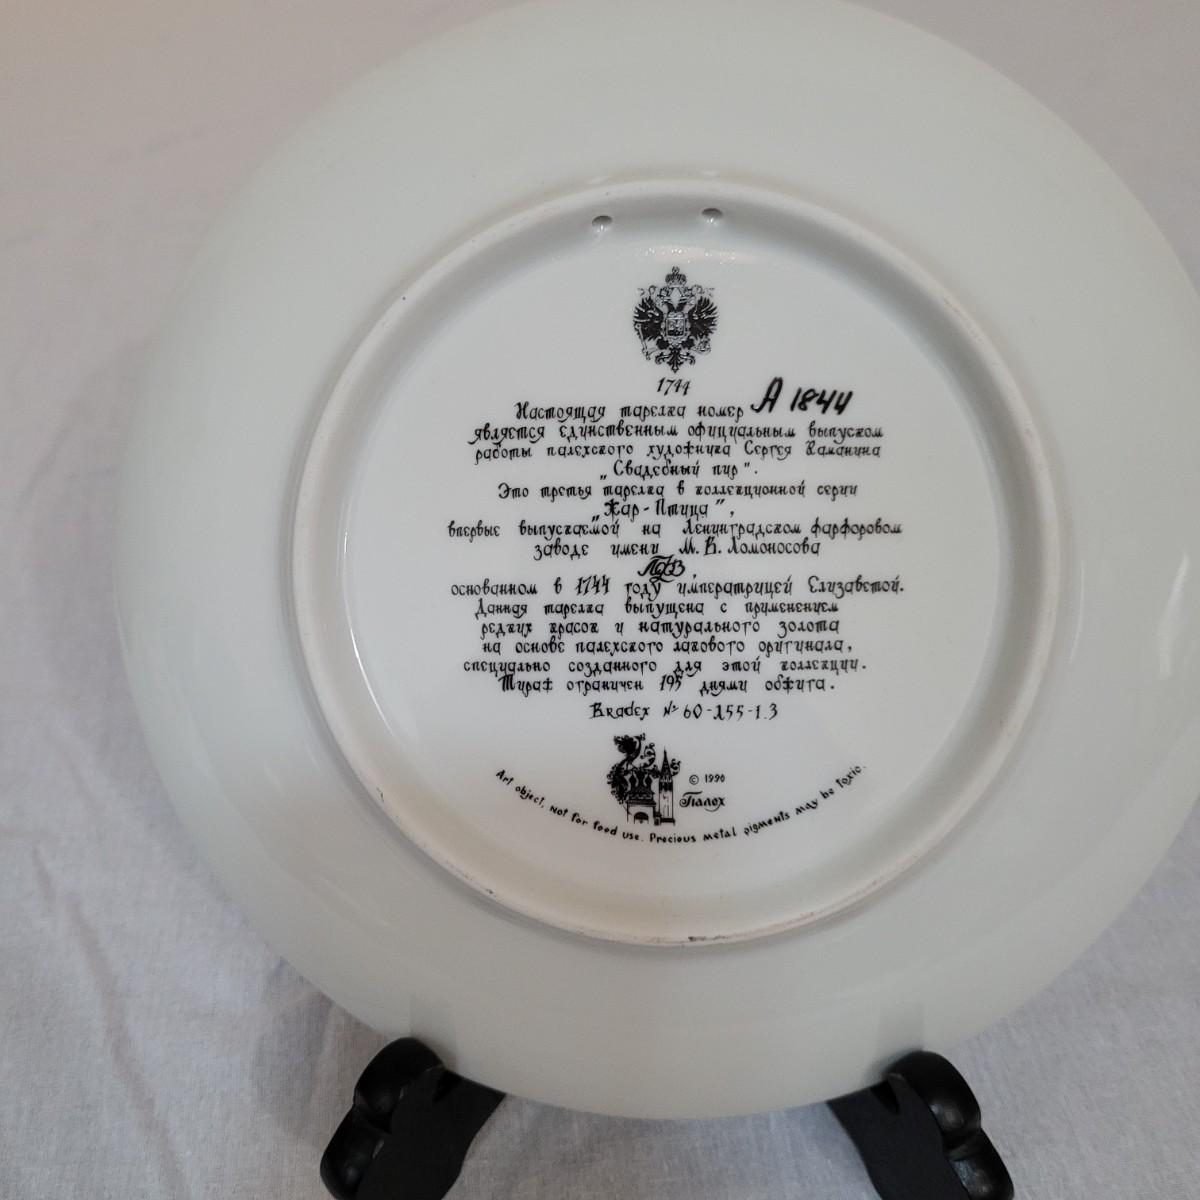 1744
Настоящая тарелка номер A 1844
является единственным официальным выпуском
работы палехского художника Сергея Каманина
„Свадебный пир".
Это третья тарелка в коллекционной серии
„Жар-Птица",
впервые выпускаемой на Ленинградском фарфоровом
заводе имени М. В. Ломоносова
ЛФЗ,
основанном в 1744 году императрицей Елизаветой.
Данная тарелка выпущена с применением
редких красок и натурального золота
на основе палехского лакового оригинала,
специально созданного для этой коллекции.
Тираж ограничен 195 днями обжига.
Bradex № 60-L55-1.3
© 1990
Палех
Art object, Not for food use. Precious metal pigments may be toxic.